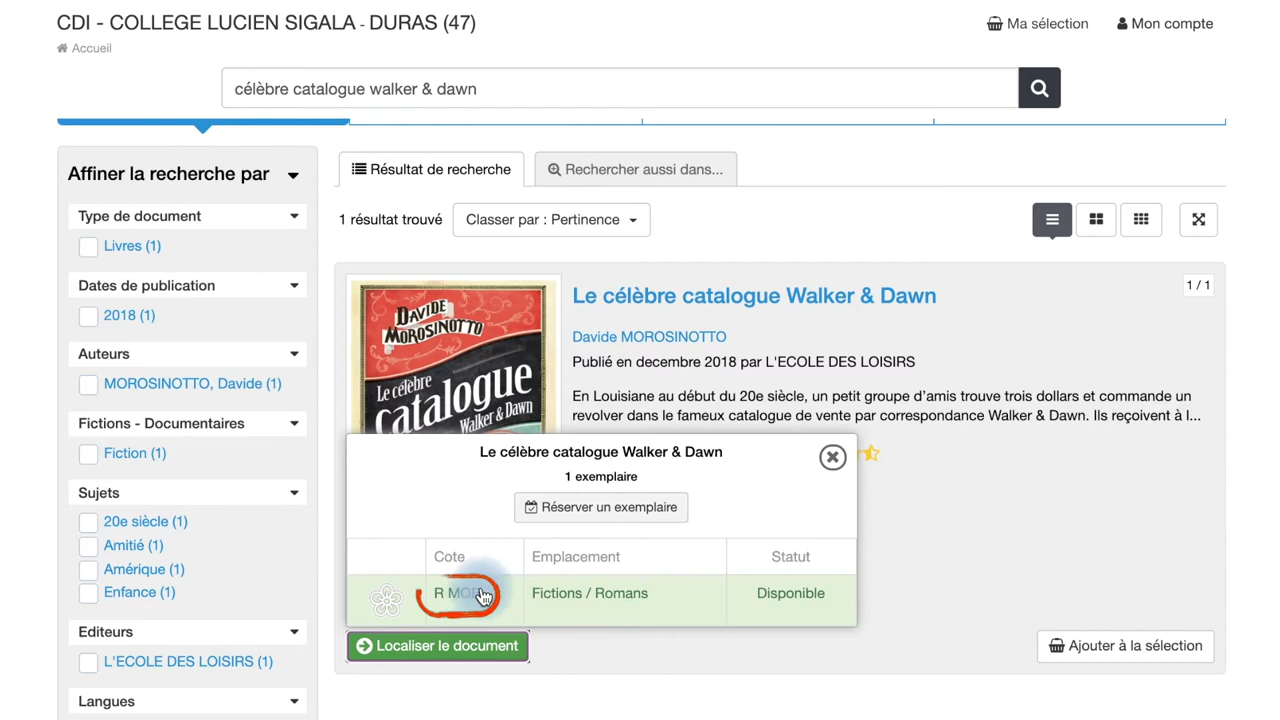 CDI - COLLEGE LUCIEN SIGALA - DURAS (47)
Ma sélection
Mon compte
Accueil
célèbre catalogue walker & dawn
Affiner la recherche par
Type de document
Livres (1)
Dates de publication
2018 (1)
Auteurs
MOROSINOTTO, Davide (1)
Fictions - Documentaires
Fiction (1)
Sujets
20e siècle (1)
Amitié (1)
Amérique (1)
Enfance (1)
Editeurs
L'ECOLE DES LOISIRS (1)
Langues
Résultat de recherche
Rechercher aussi dans...
1 résultat trouvé
Classer par : Pertinence
DAVIDE
MOROSINOTTO
Le célèbre
catalogue
Walker & Dawn
Le célèbre catalogue Walker & Dawn
1 / 1
Davide MOROSINOTTO
Publié en decembre 2018 par L'ECOLE DES LOISIRS
En Louisiane au début du 20e siècle, un petit groupe d'amis trouve trois dollars et commande un
revolver dans le fameux catalogue de vente par correspondance Walker & Dawn. Ils reçoivent à l...
Le célèbre catalogue Walker & Dawn
1 exemplaire
Réserver un exemplaire
Cote Emplacement Statut
R MOR Fictions / Romans Disponible
Localiser le document
Ajouter à la sélection